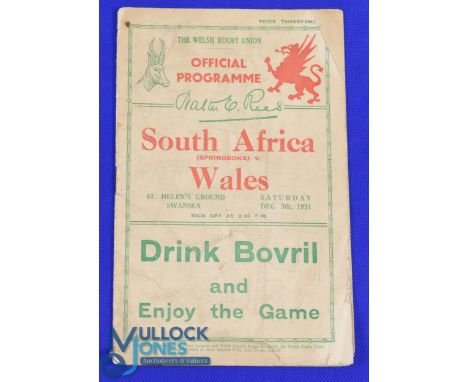 PRICE THREEPENCE
THE WELSH RUGBY UNION
OFFICIAL
PROGRAMME
Walter E. Rees
South Africa
(SPRINGBOKS) v.
Wales
ST. HELEN'S GROUND
SWANSEA
SATURDAY
DEC. 5th, 1931
KICK OFF AT 2.30 P.M.
Drink Bovril
and
Enjoy the Game
MULLOCK
JONES
Auctioneers & Valuers